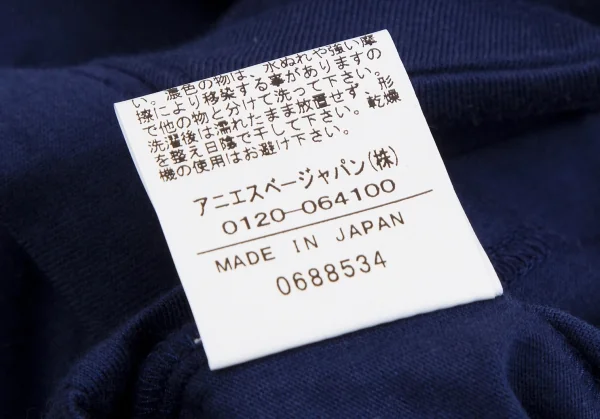 い。濃色の物は、水ぬれや強い摩
擦により移染する事がありますの
で他の物と分けて洗って下さい。
洗濯後は濡れたまま放置せず、形
を整え日陰で干して下さい。乾燥
機の使用はお避け下さい。
アニエスベージャパン(株)
0120-064100
MADE IN JAPAN
0688534